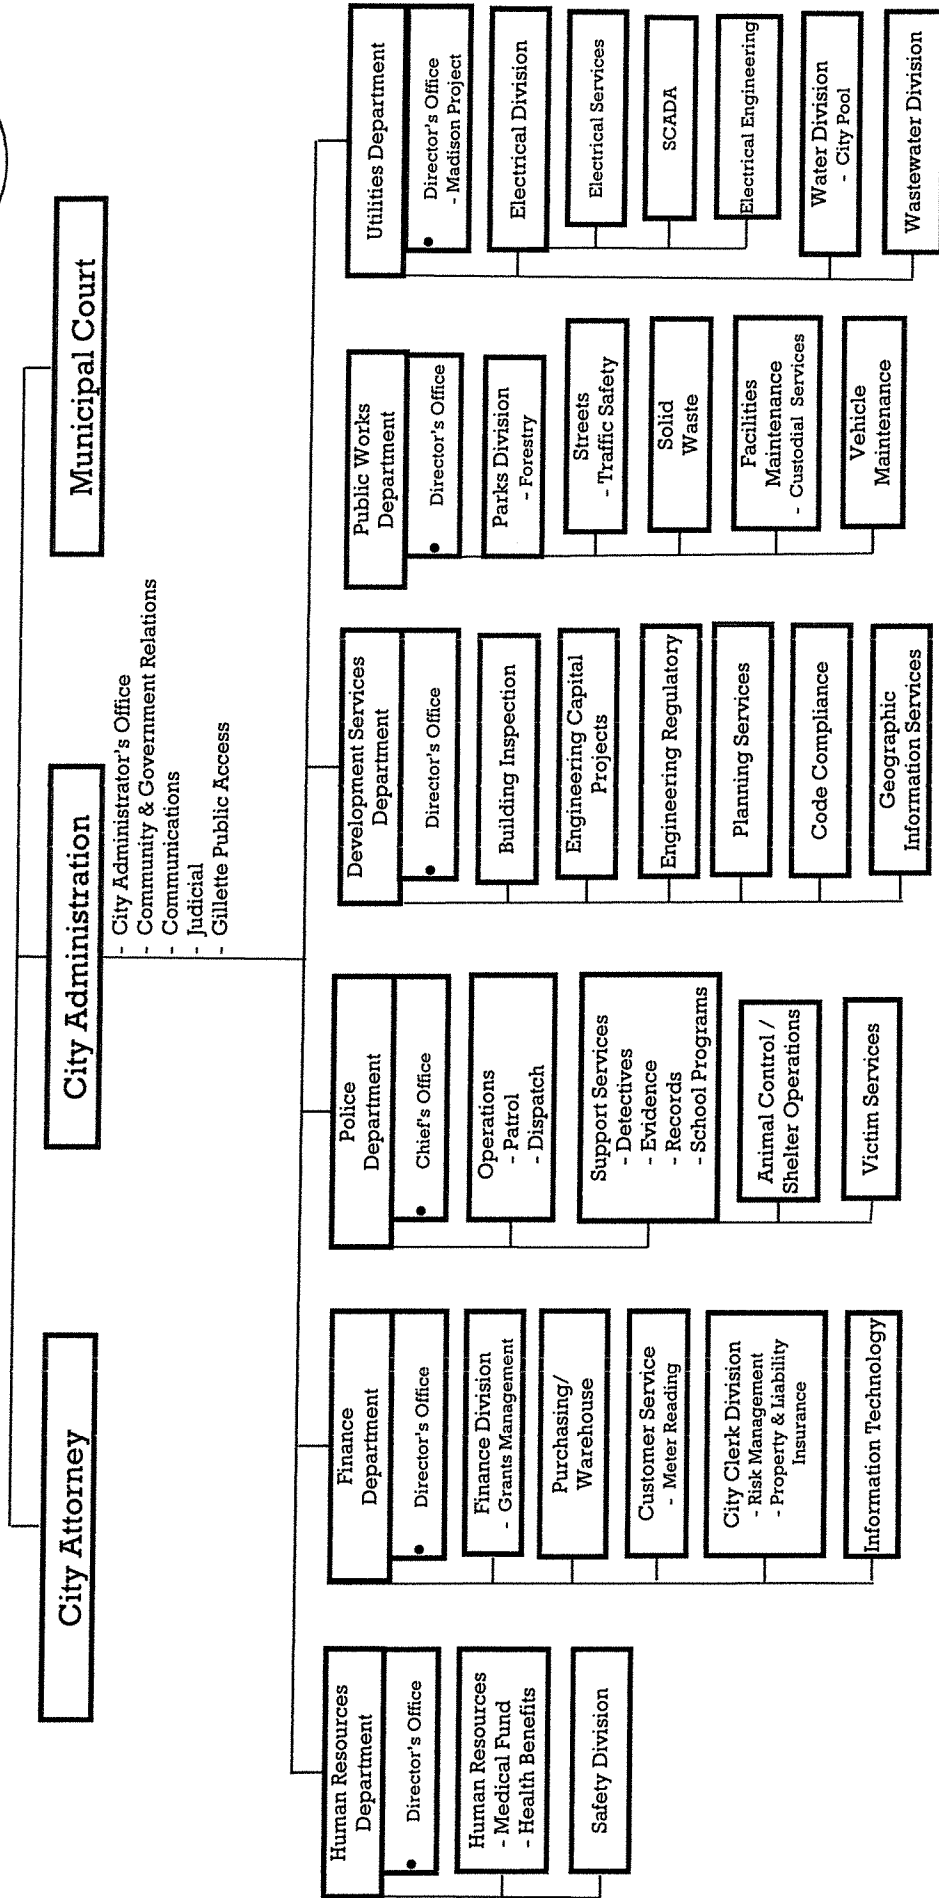 City Attorney
City Administration
- City Administrator's Office
- Community & Government Relations
- Communications
- Judicial
- Gillette Public Access
Municipal Court
Human Resources
Department
• Director's Office
Human Resources
- Medical Fund
- Health Benefits
Safety Division
Finance
Department
• Director's Office
Finance Division
- Grants Management
Purchasing/
Warehouse
Customer Service
- Meter Reading
City Clerk Division
- Risk Management
- Property & Liability
Insurance
Information Technology
Police
Department
• Chief's Office
Operations
- Patrol
- Dispatch
Support Services
- Detectives
- Evidence
- Records
- School Programs
Animal Control /
Shelter Operations
Victim Services
Development Services
Department
• Director's Office
Building Inspection
Engineering Capital
Projects
Engineering Regulatory
Planning Services
Code Compliance
Geographic
Information Services
Public Works
Department
• Director's Office
Parks Division
- Forestry
Streets
- Traffic Safety
Solid
Waste
Facilities
Maintenance
- Custodial Services
Vehicle
Maintenance
Utilities Department
• Director's Office
- Madison Project
Electrical Division
Electrical Services
SCADA
Electrical Engineering
Water Division
- City Pool
Wastewater Division